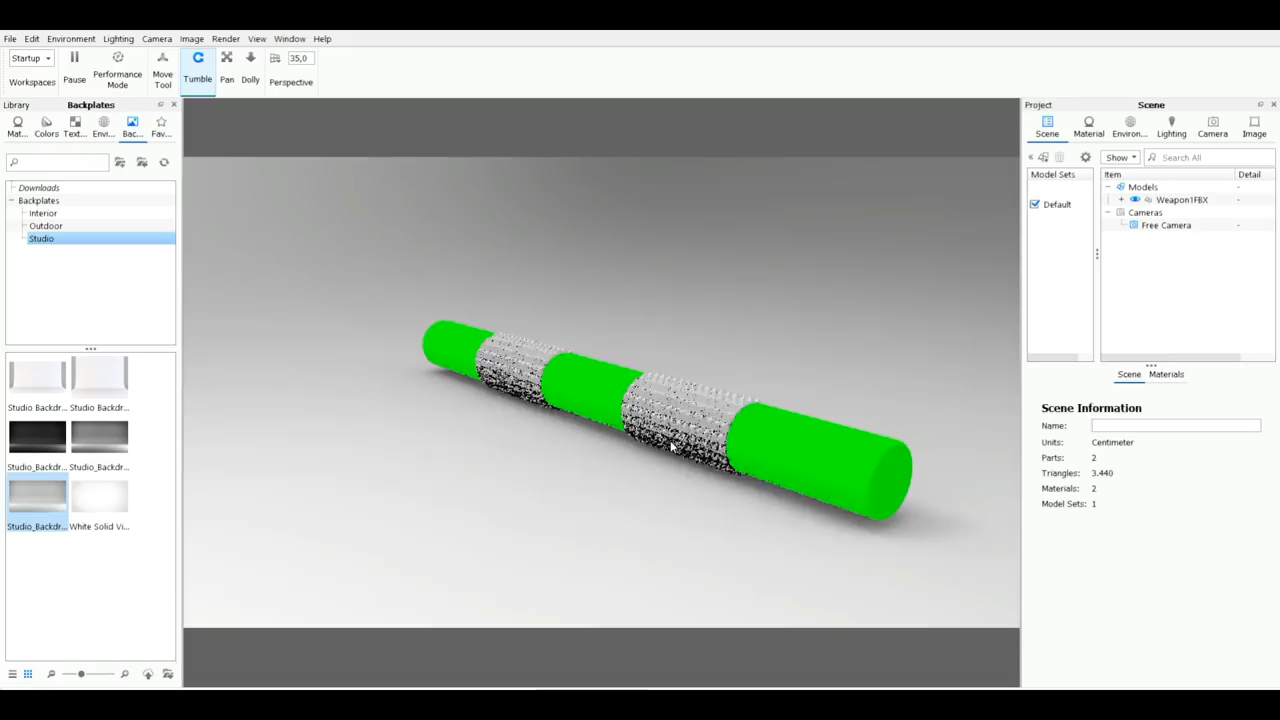 File Edit Environment Lighting Camera Image Render View Window Help
Startup
35,0
Workspaces Pause Performance Mode Move Tool Tumble Pan Dolly Perspective
Library Backplates
Mat... Colors Text... Envi... Bac... Fav...
Downloads
Backplates
Interior
Outdoor
Studio
Studio Backdr... Studio Backdr...
Studio_Backdr... Studio_Backdr...
Studio_Backdr... White Solid Vi...
Project Scene
Scene Material Environ... Lighting Camera Image
Show Search All
Model Sets
Default
Item Detail
Models -
Weapon1FBX -
Cameras
Free Camera -
Scene Materials
Scene Information
Name:
Units: Centimeter
Parts: 2
Triangles: 3.440
Materials: 2
Model Sets: 1